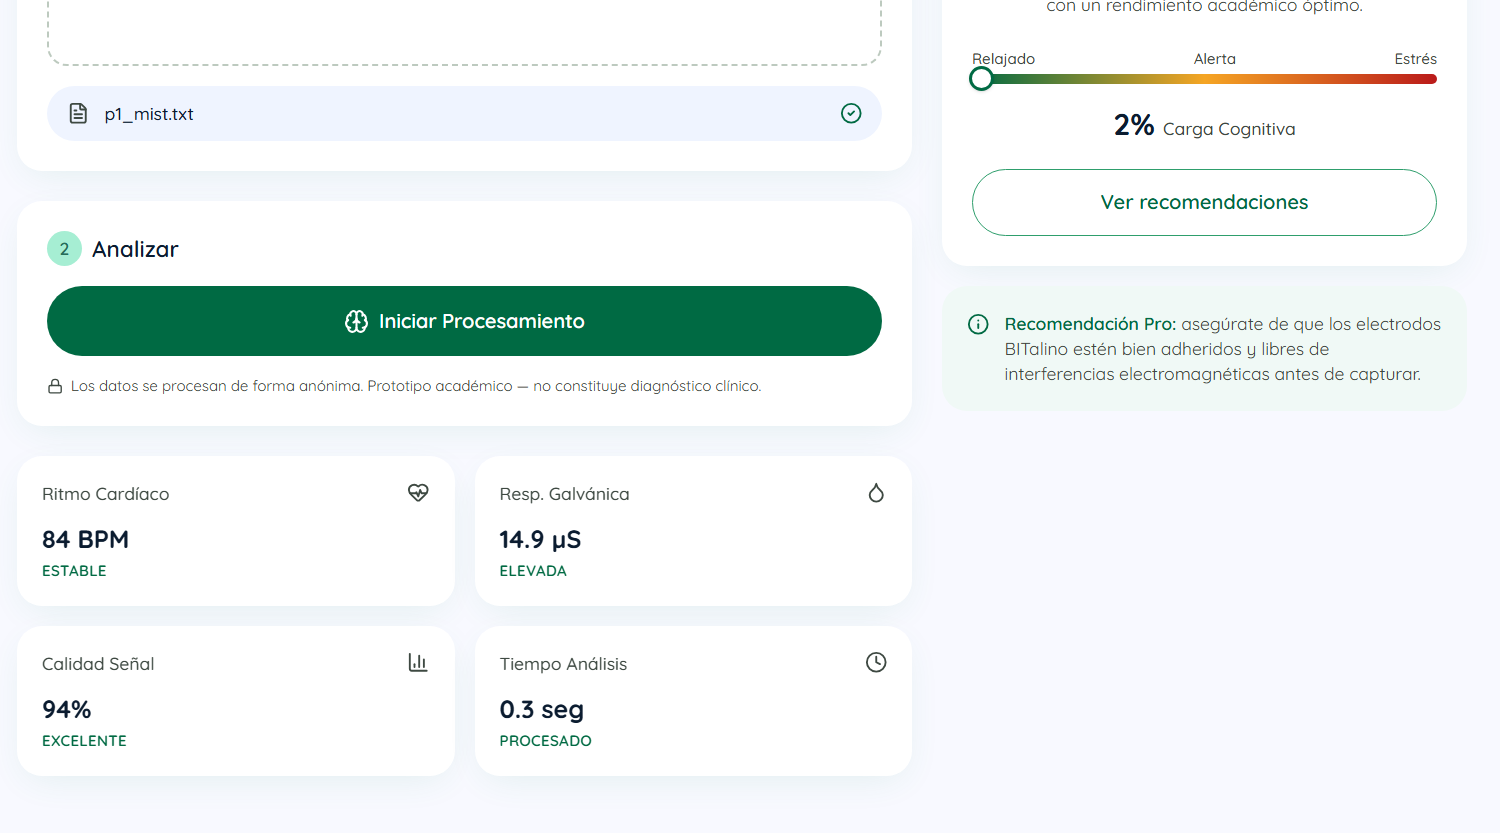 p1_mist.txt
2 Analizar
Iniciar Procesamiento
Los datos se procesan de forma anónima. Prototipo académico — no constituye diagnóstico clínico.
Ritmo Cardíaco
84 BPM
ESTABLE
Resp. Galvánica
14.9 µS
ELEVADA
Calidad Señal
94%
EXCELENTE
Tiempo Análisis
0.3 seg
PROCESADO
con un rendimiento académico óptimo.
Relajado Alerta Estrés
2% Carga Cognitiva
Ver recomendaciones
Recomendación Pro: asegúrate de que los electrodos
BITalino estén bien adheridos y libres de
interferencias electromagnéticas antes de capturar.